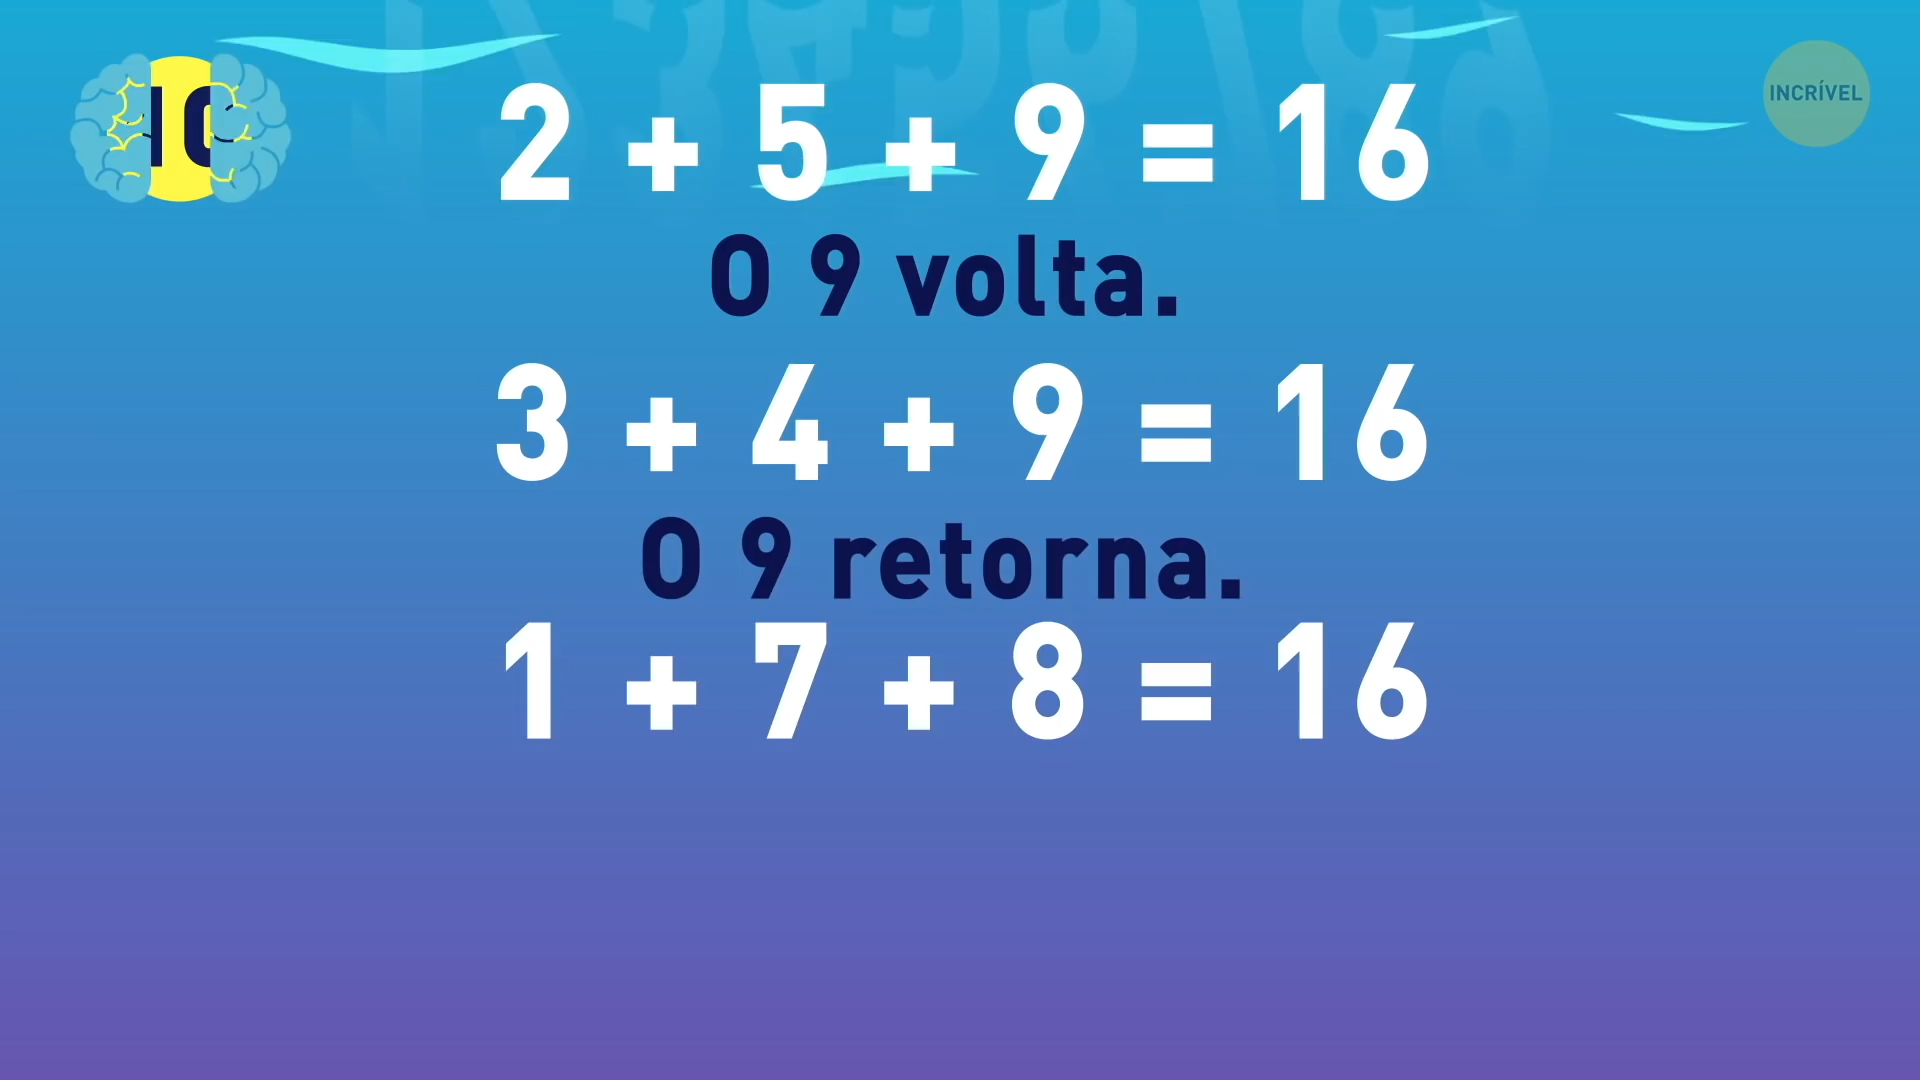 INCRÍVEL
2 + 5 + 9 = 16
O 9 volta.
3 + 4 + 9 = 16
O 9 retorna.
1 + 7 + 8 = 16